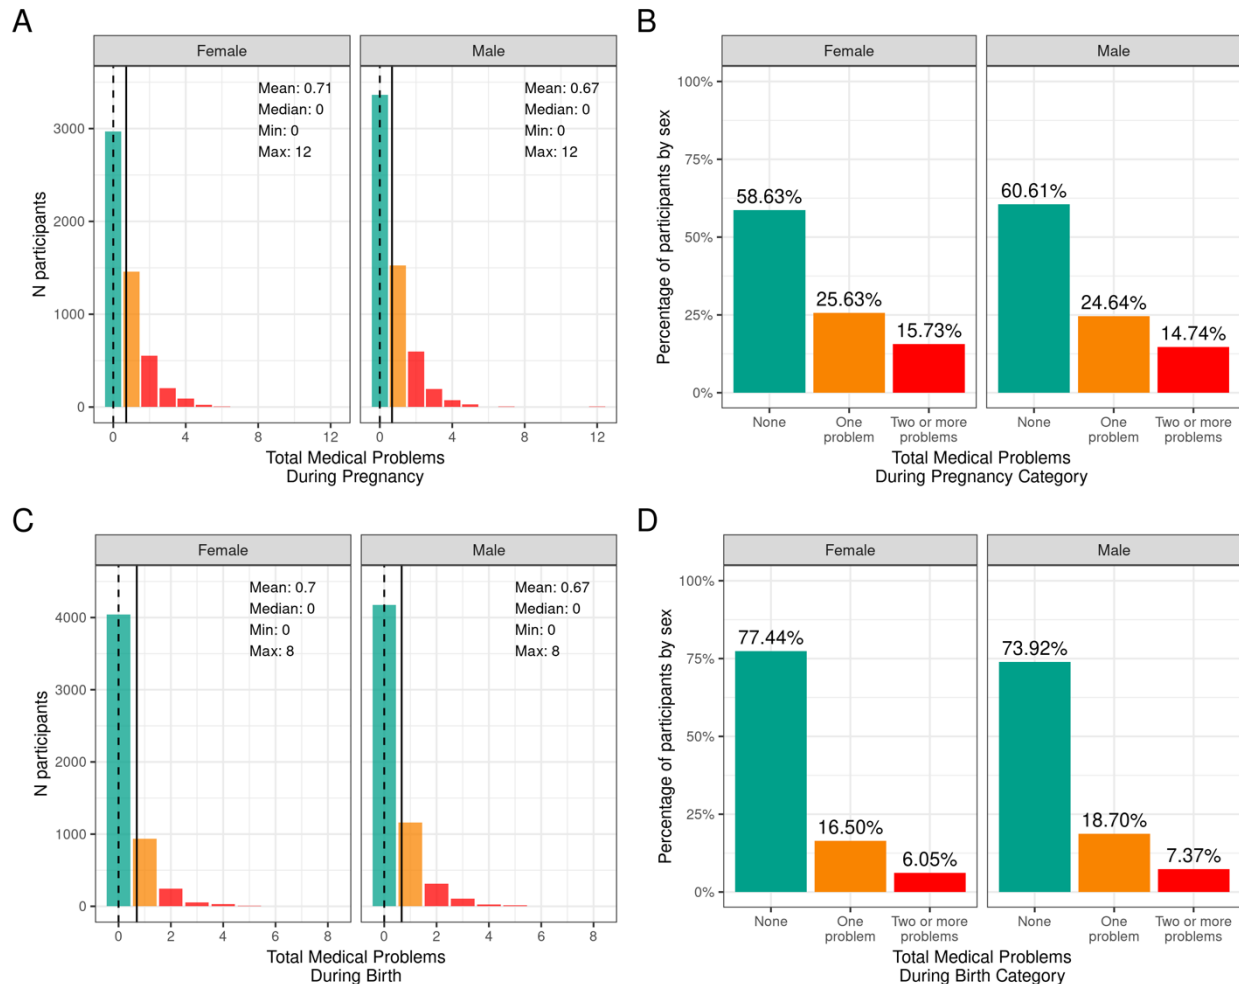 A
Female
Male
Mean: 0.71
Median: 0
Min: 0
Max: 12
Mean: 0.67
Median: 0
Min: 0
Max: 12
N participants
3000
2000
1000
0
0 4 8 12
0 4 8 12
Total Medical Problems
During Pregnancy
B
Female
Male
Percentage of participants by sex
100%
75%
50%
25%
0%
58.63%
25.63%
15.73%
60.61%
24.64%
14.74%
None
One
problem
Two or more
problems
None
One
problem
Two or more
problems
Total Medical Problems
During Pregnancy Category
C
Female
Male
Mean: 0.7
Median: 0
Min: 0
Max: 8
Mean: 0.67
Median: 0
Min: 0
Max: 8
N participants
4000
3000
2000
1000
0
0 2 4 6 8
0 2 4 6 8
Total Medical Problems
During Birth
D
Female
Male
Percentage of participants by sex
100%
75%
50%
25%
0%
77.44%
16.50%
6.05%
73.92%
18.70%
7.37%
None
One
problem
Two or more
problems
None
One
problem
Two or more
problems
Total Medical Problems
During Birth Category